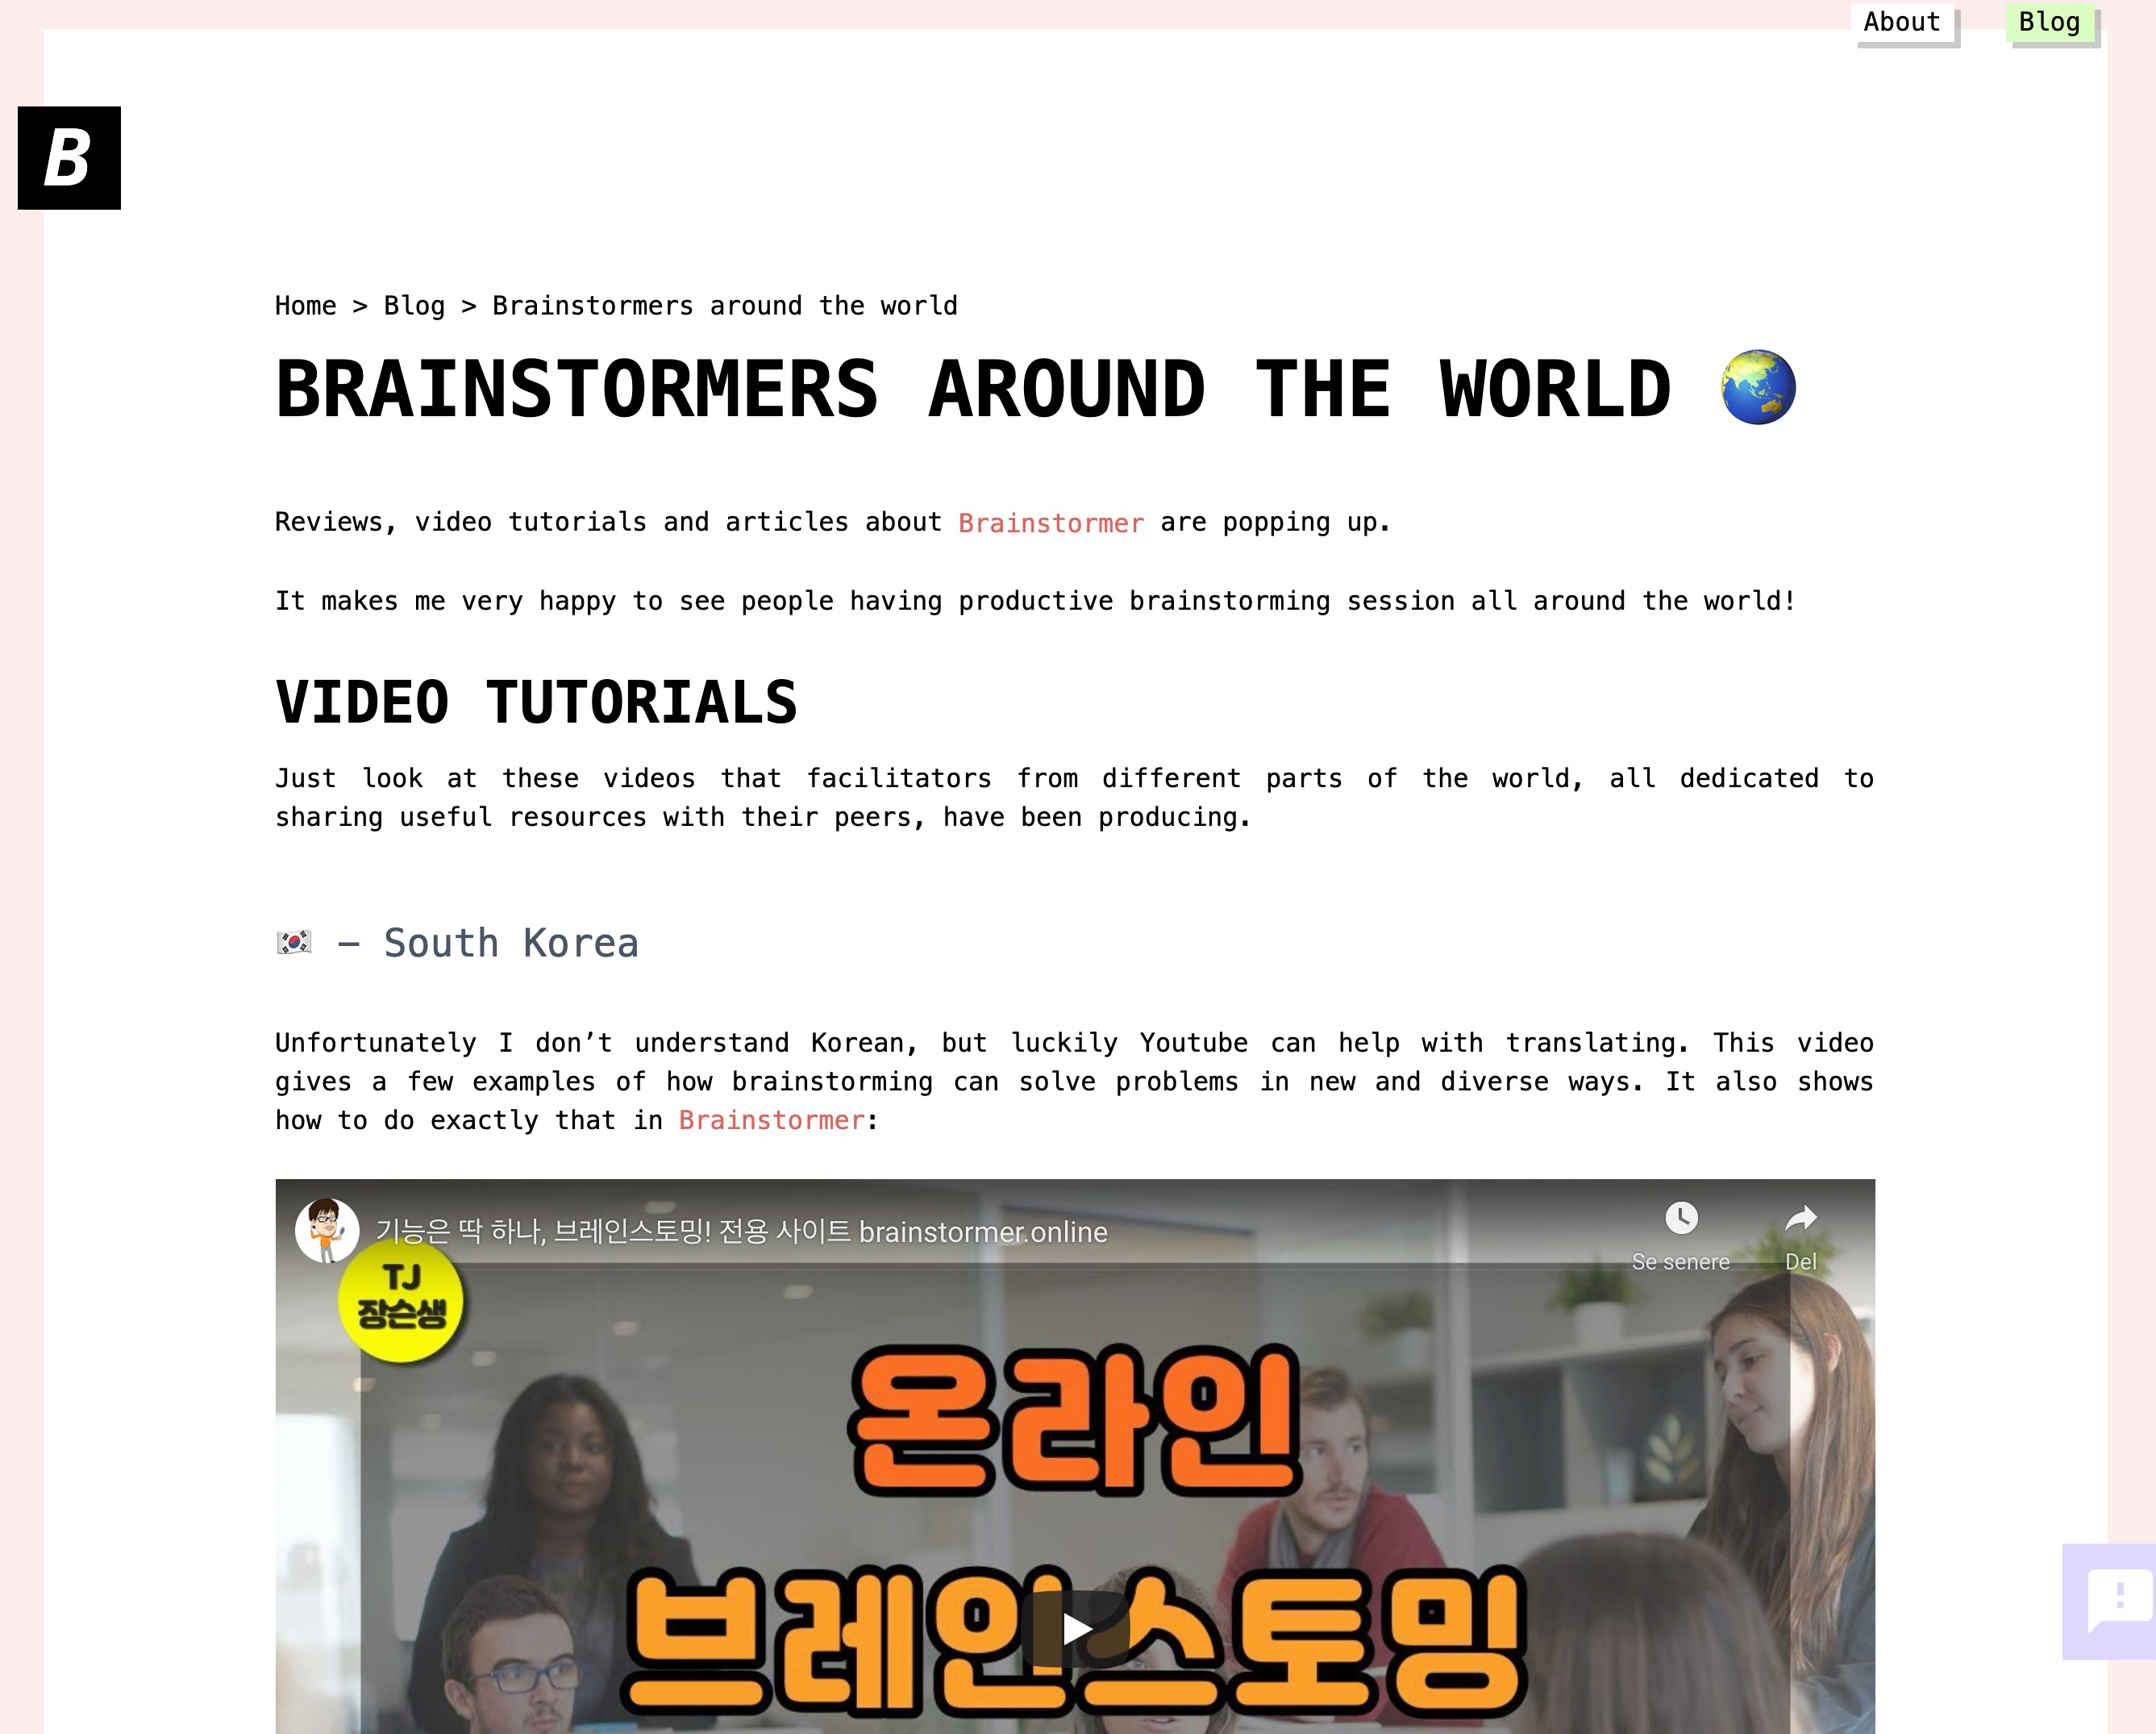 About
Blog
B
Home > Blog > Brainstormers around the world
BRAINSTORMERS AROUND THE WORLD 🌏
Reviews, video tutorials and articles about Brainstormer are popping up.
It makes me very happy to see people having productive brainstorming session all around the world!
VIDEO TUTORIALS
Just look at these videos that facilitators from different parts of the world, all dedicated to
sharing useful resources with their peers, have been producing.
🇰🇷 – South Korea
Unfortunately I don’t understand Korean, but luckily Youtube can help with translating. This video
gives a few examples of how brainstorming can solve problems in new and diverse ways. It also shows
how to do exactly that in Brainstormer:
기능은 딱 하나, 브레인스토밍! 전용 사이트 brainstormer.online
Se senere
Del
TJ
장슨생
온라인
브레인스토밍